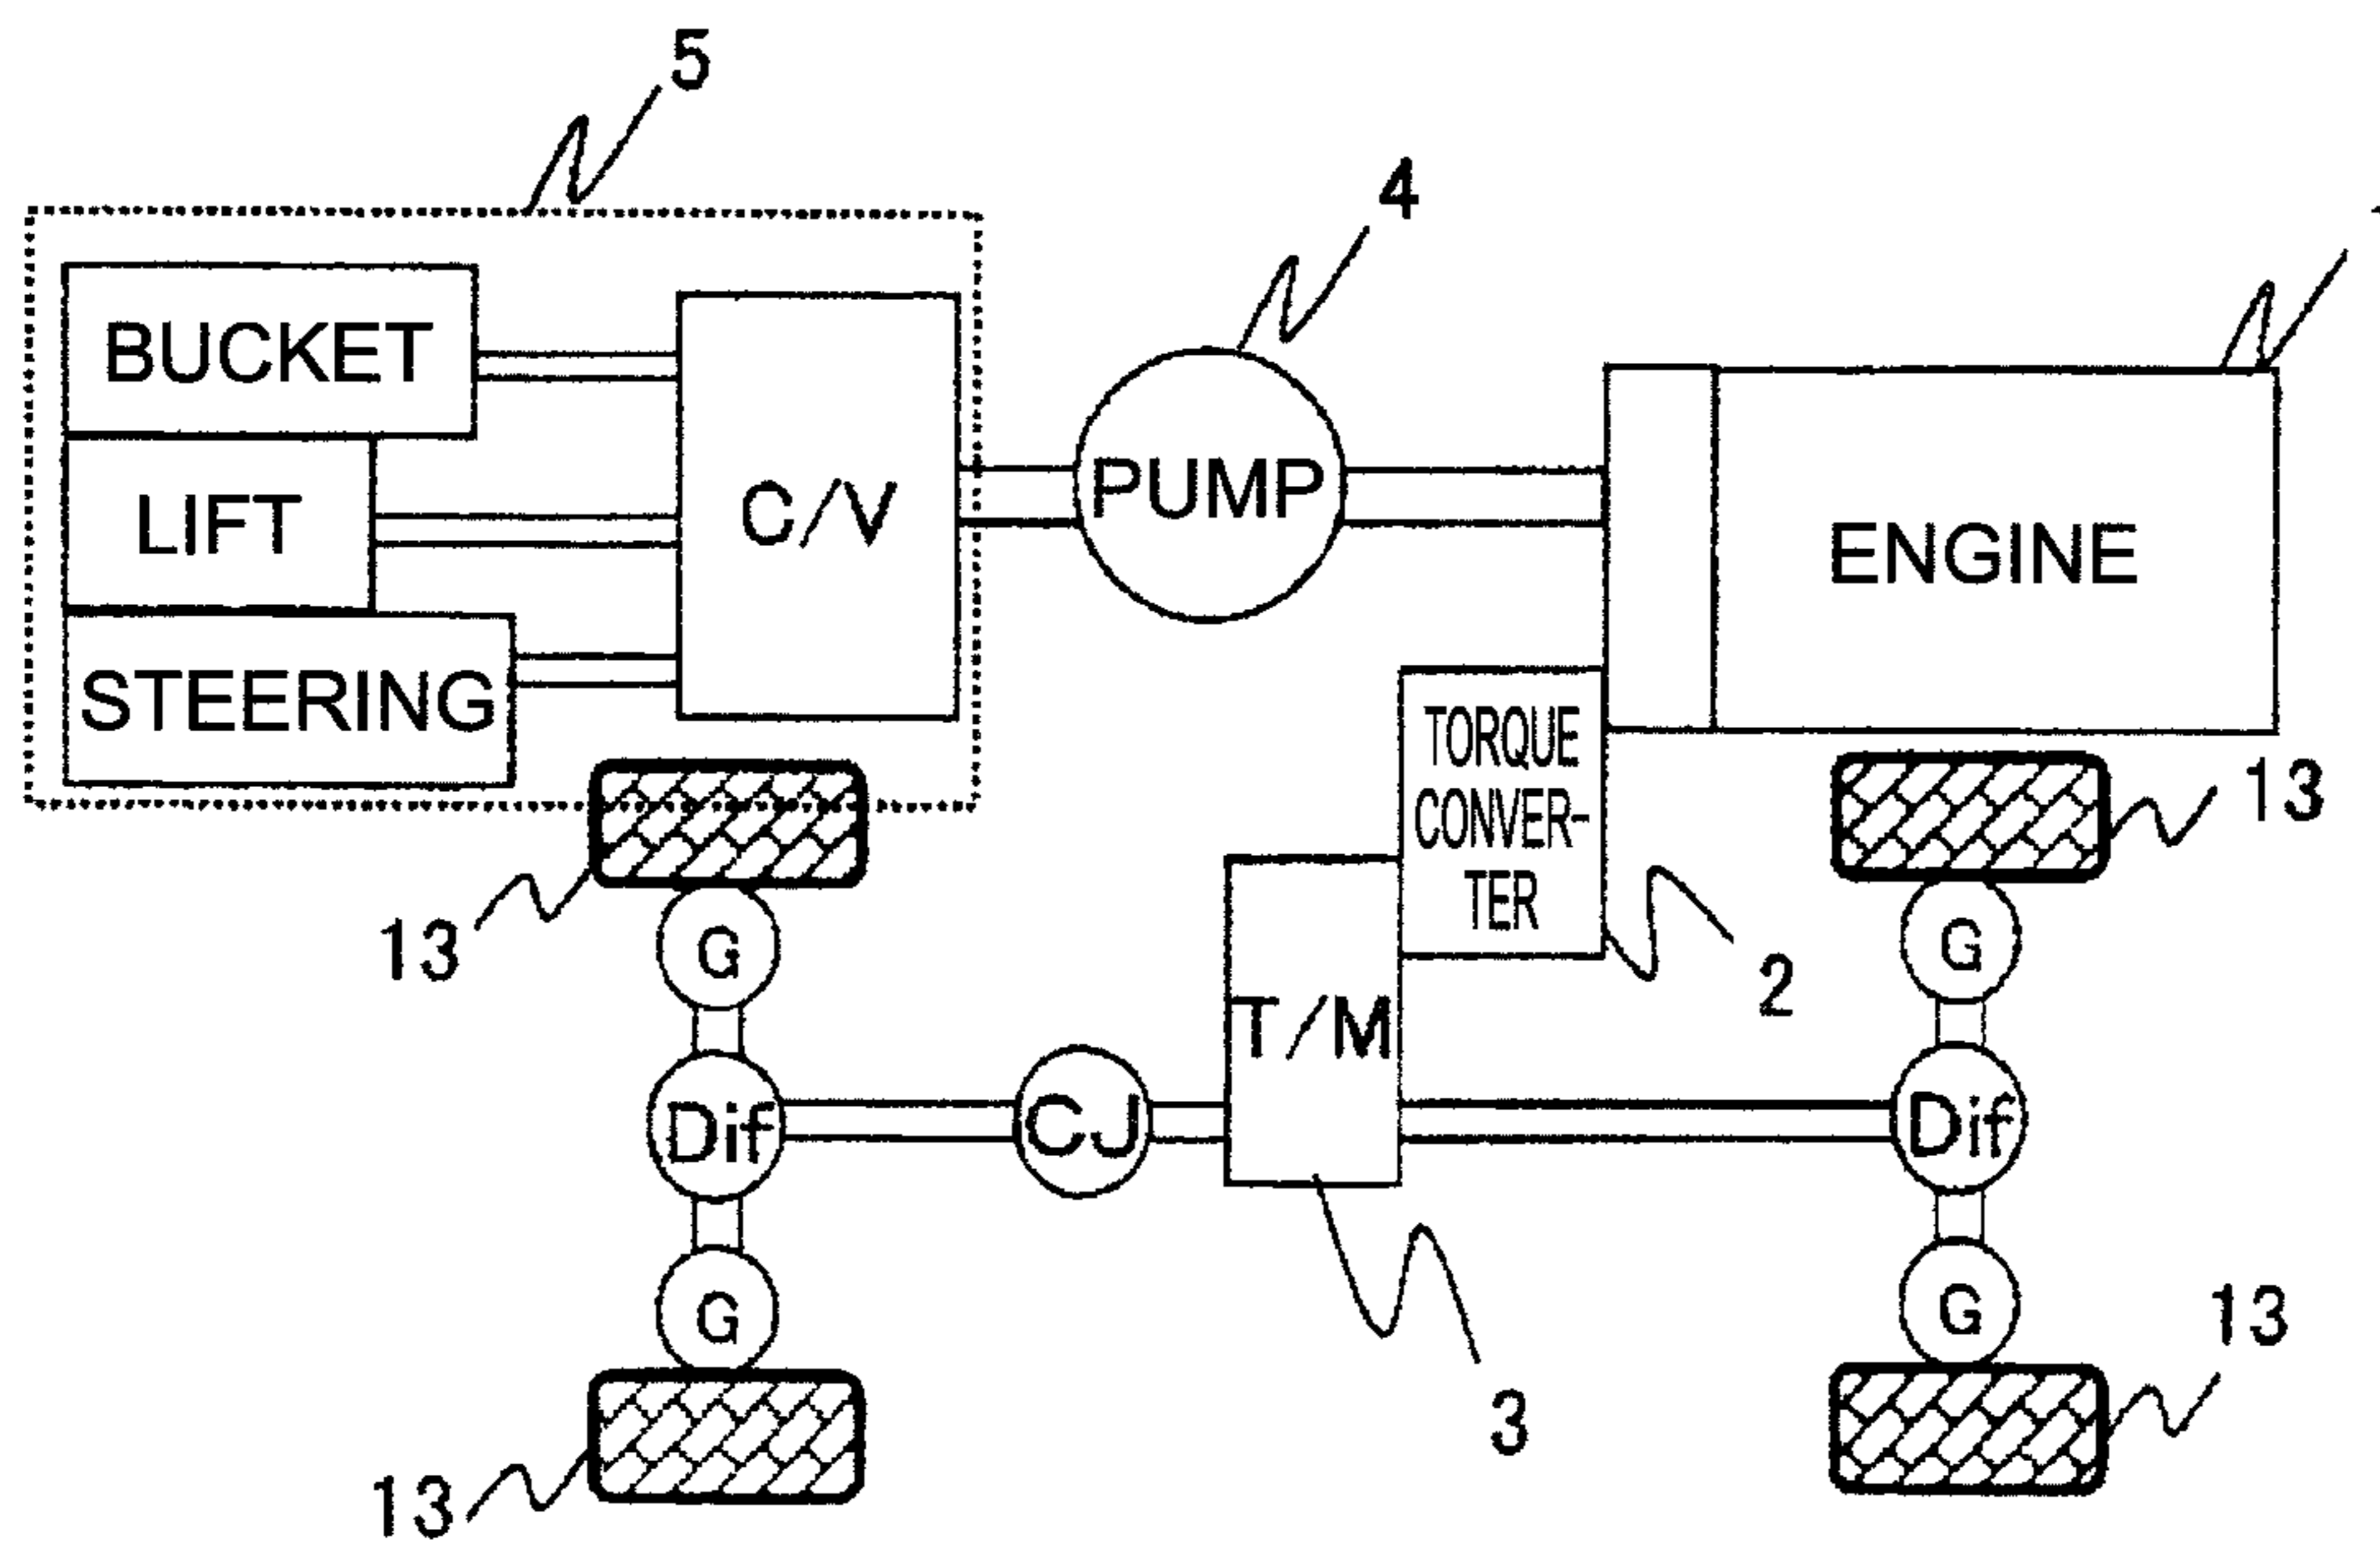 5
4
BUCKET
LIFT
STEERING
C/V
PUMP
ENGINE
TORQUE
CONVER-
TER
2
13
13
G
G
T/M
Dif
CJ
Dif
G
G
3
13
13